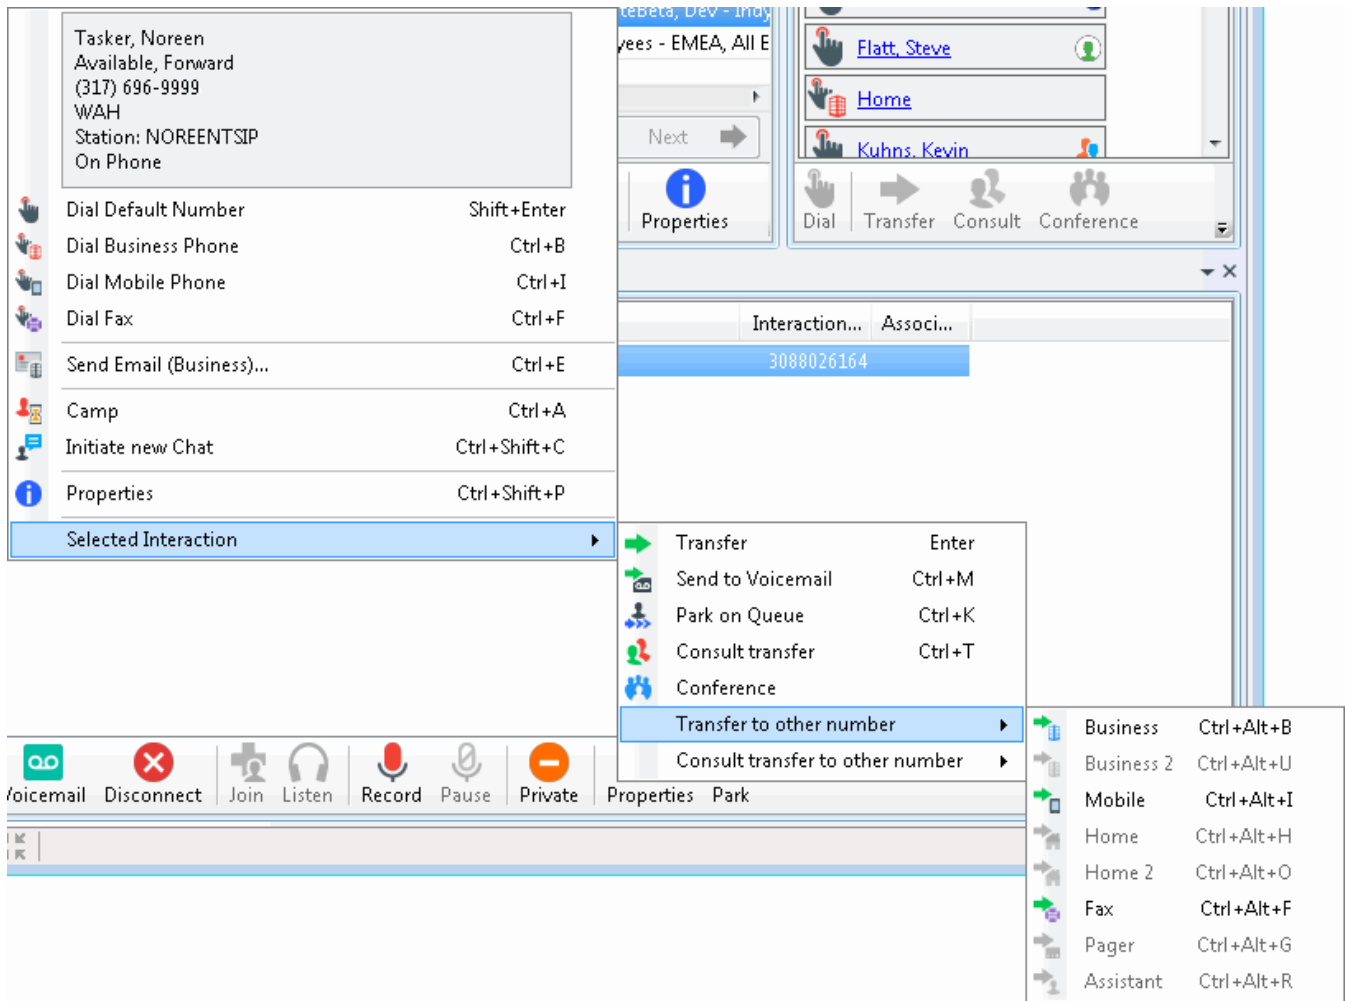 Tasker, Noreen
Available, Forward
(317) 696-9999
WAH
Station: NOREENTSIP
On Phone
Dial Default Number Shift+Enter
Dial Business Phone Ctrl+B
Dial Mobile Phone Ctrl+I
Dial Fax Ctrl+F
Send Email (Business)... Ctrl+E
Camp Ctrl+A
Initiate new Chat Ctrl+Shift+C
Properties Ctrl+Shift+P
Selected Interaction
Dev - Indy
yees - EMEA, All E
Next
Properties
Flatt, Steve
Home
Kuhns, Kevin
Dial Transfer Consult Conference
Interaction... Associ...
3088026164
Transfer Enter
Send to Voicemail Ctrl+M
Park on Queue Ctrl+K
Consult transfer Ctrl+T
Conference
Transfer to other number
Consult transfer to other number
Business Ctrl+Alt+B
Business 2 Ctrl+Alt+U
Mobile Ctrl+Alt+I
Home Ctrl+Alt+H
Home 2 Ctrl+Alt+O
Fax Ctrl+Alt+F
Pager Ctrl+Alt+G
Assistant Ctrl+Alt+R
Voicemail Disconnect Join Listen Record Pause Private Properties Park